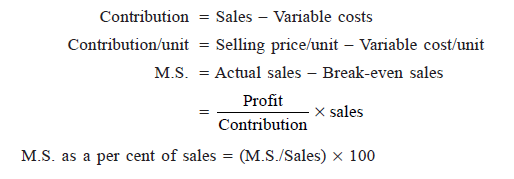 Contribution = Sales – Variable costs
Contribution/unit = Selling price/unit – Variable cost/unit
M.S. = Actual sales – Break-even sales
= Profit / Contribution × sales
M.S. as a per cent of sales = (M.S./Sales) × 100